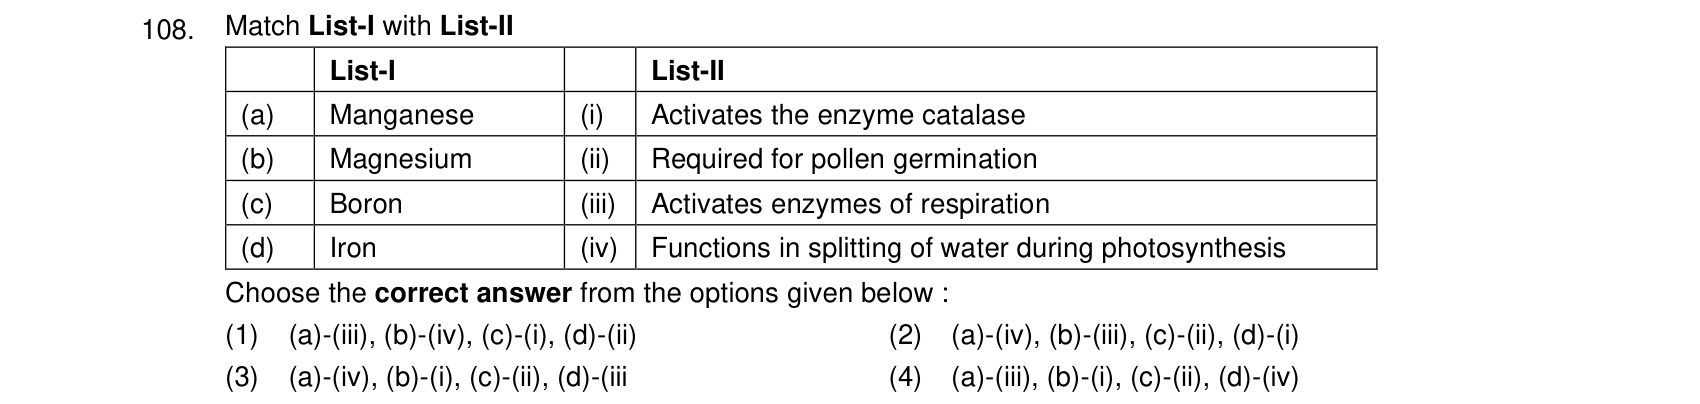 108. Match List-I with List-II
List-I List-II
(a) Manganese (i) Activates the enzyme catalase
(b) Magnesium (ii) Required for pollen germination
(c) Boron (iii) Activates enzymes of respiration
(d) Iron (iv) Functions in splitting of water during photosynthesis
Choose the correct answer from the options given below :
(1) (a)-(iii), (b)-(iv), (c)-(i), (d)-(ii) (2) (a)-(iv), (b)-(iii), (c)-(ii), (d)-(i)
(3) (a)-(iv), (b)-(i), (c)-(ii), (d)-(iii (4) (a)-(iii), (b)-(i), (c)-(ii), (d)-(iv)